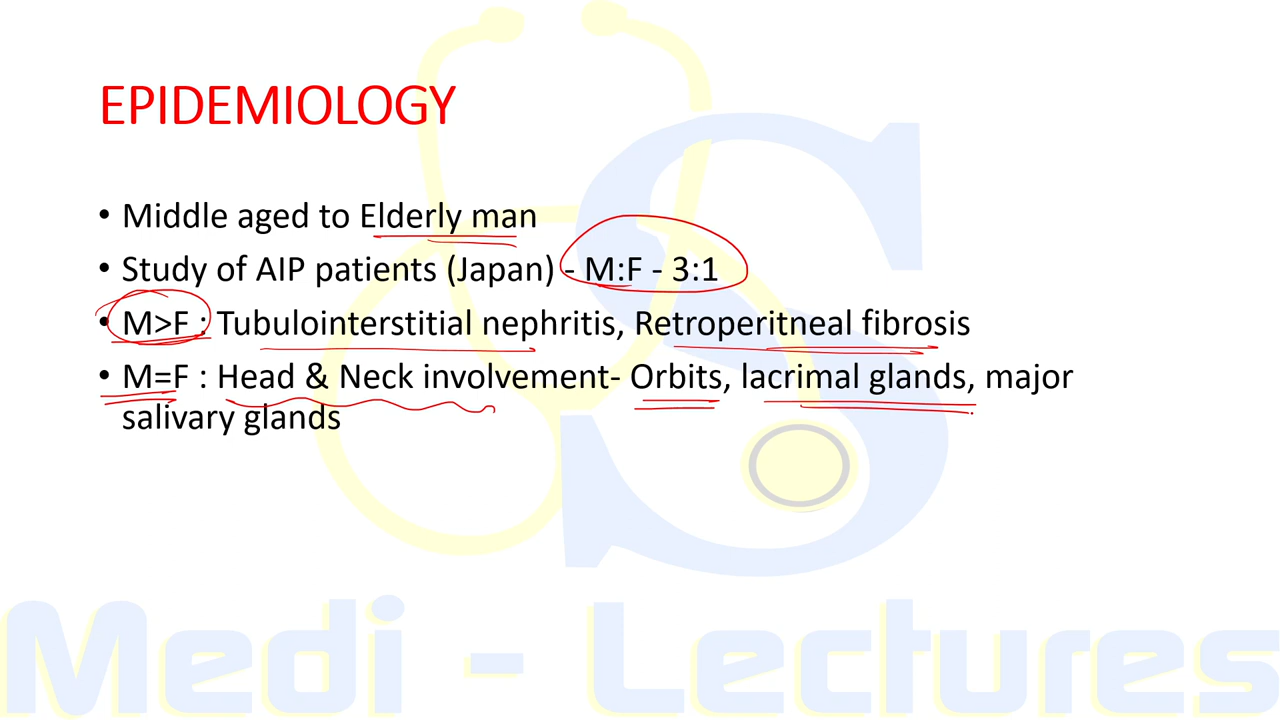 EPIDEMIOLOGY
• Middle aged to Elderly man
• Study of AIP patients (Japan) - M:F - 3:1
• M>F : Tubulointerstitial nephritis, Retroperitneal fibrosis
• M=F : Head & Neck involvement- Orbits, lacrimal glands, major
salivary glands
Medi - Lectures